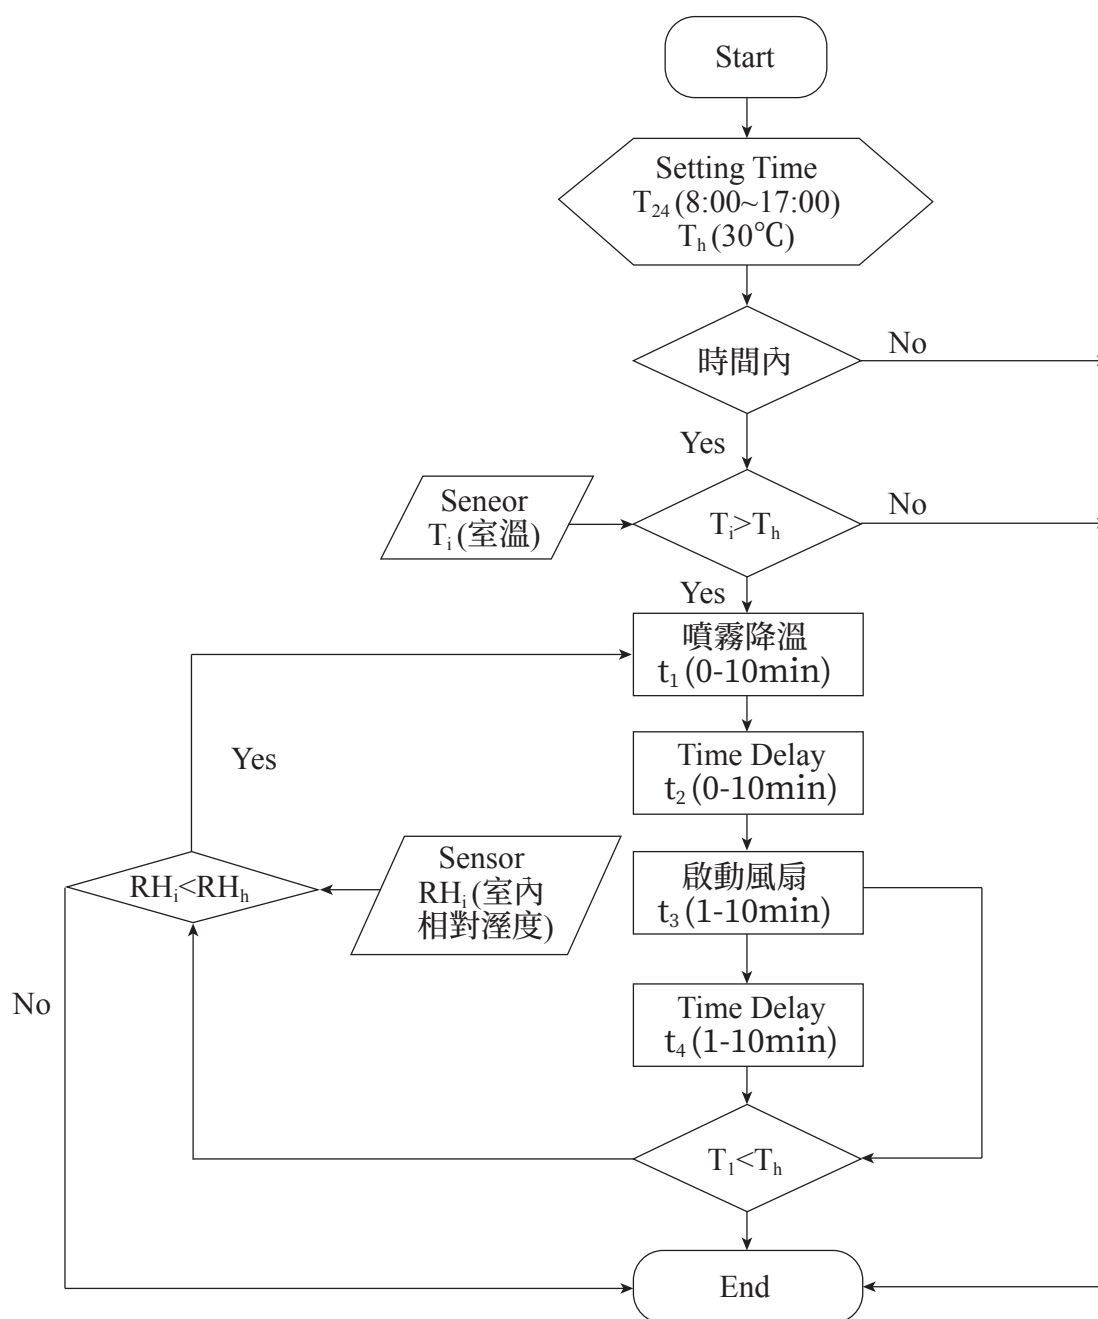 Start
Setting Time
T₂₄ (8:00~17:00)
Tₕ (30℃)
時間內
No
Yes
Seneor
Tᵢ (室溫)
Tᵢ>Tₕ
No
Yes
噴霧降溫
t₁ (0-10min)
Yes
Time Delay
t₂ (0-10min)
RHᵢ<RHₕ
Sensor
RHᵢ (室內
相對溼度)
啟動風扇
t₃ (1-10min)
No
Time Delay
t₄ (1-10min)
T₁<Tₕ
End